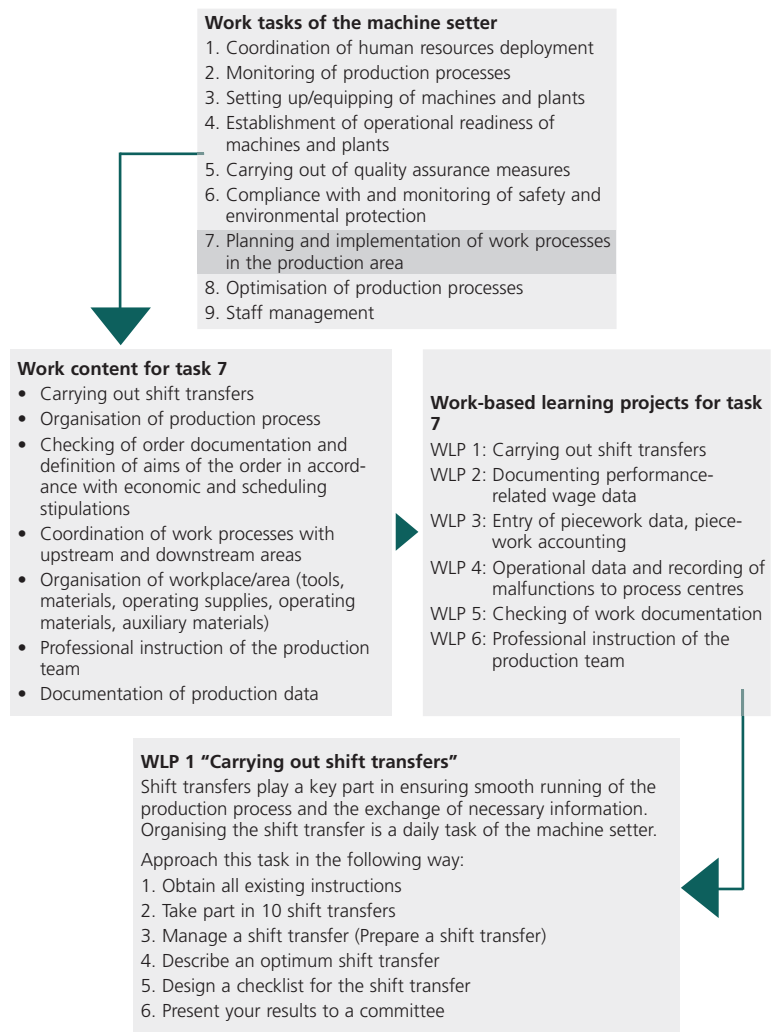 Work tasks of the machine setter
1. Coordination of human resources deployment
2. Monitoring of production processes
3. Setting up/equipping of machines and plants
4. Establishment of operational readiness of
machines and plants
5. Carrying out of quality assurance measures
6. Compliance with and monitoring of safety and
environmental protection
7. Planning and implementation of work processes
in the production area
8. Optimisation of production processes
9. Staff management
Work content for task 7
• Carrying out shift transfers
• Organisation of production process
• Checking of order documentation and
definition of aims of the order in accord-
ance with economic and scheduling
stipulations
• Coordination of work processes with
upstream and downstream areas
• Organisation of workplace/area (tools,
materials, operating supplies, operating
materials, auxiliary materials)
• Professional instruction of the production
team
• Documentation of production data
Work-based learning projects for task
7
WLP 1: Carrying out shift transfers
WLP 2: Documenting performance-
related wage data
WLP 3: Entry of piecework data, piece-
work accounting
WLP 4: Operational data and recording of
malfunctions to process centres
WLP 5: Checking of work documentation
WLP 6: Professional instruction of the
production team
WLP 1 "Carrying out shift transfers"
Shift transfers play a key part in ensuring smooth running of the
production process and the exchange of necessary information.
Organising the shift transfer is a daily task of the machine setter.
Approach this task in the following way:
1. Obtain all existing instructions
2. Take part in 10 shift transfers
3. Manage a shift transfer (Prepare a shift transfer)
4. Describe an optimum shift transfer
5. Design a checklist for the shift transfer
6. Present your results to a committee